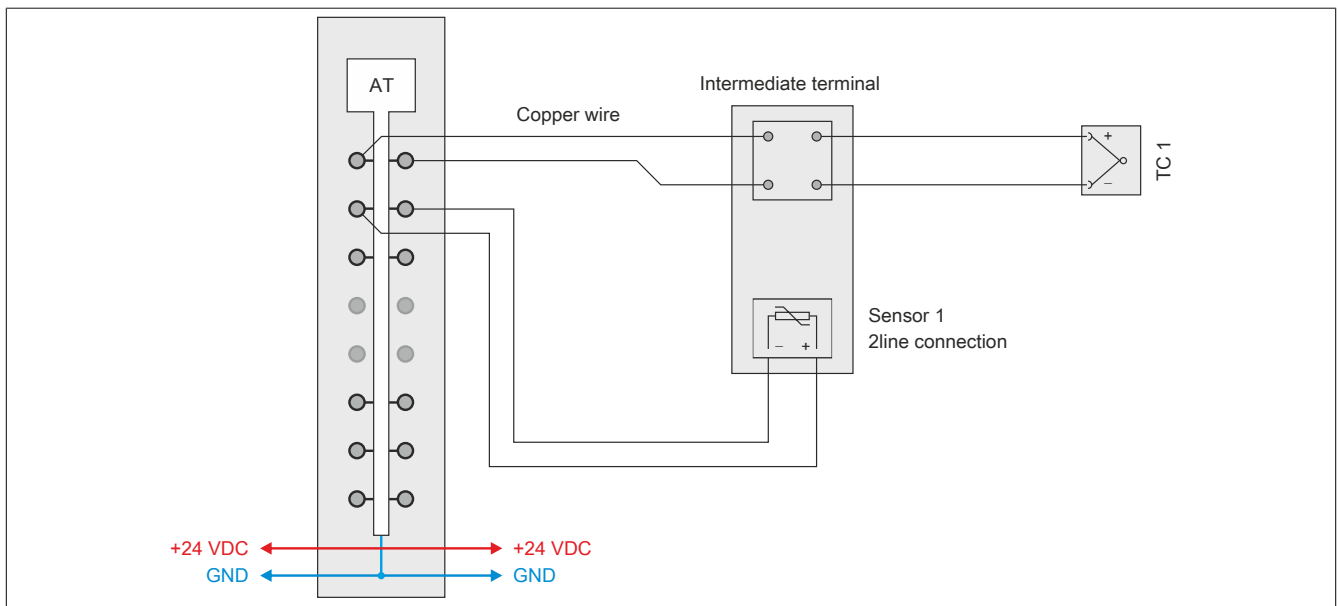 AT
Intermediate terminal
Copper wire
+
−
TC 1
Sensor 1
2line connection
− +
+24 VDC
+24 VDC
GND
GND